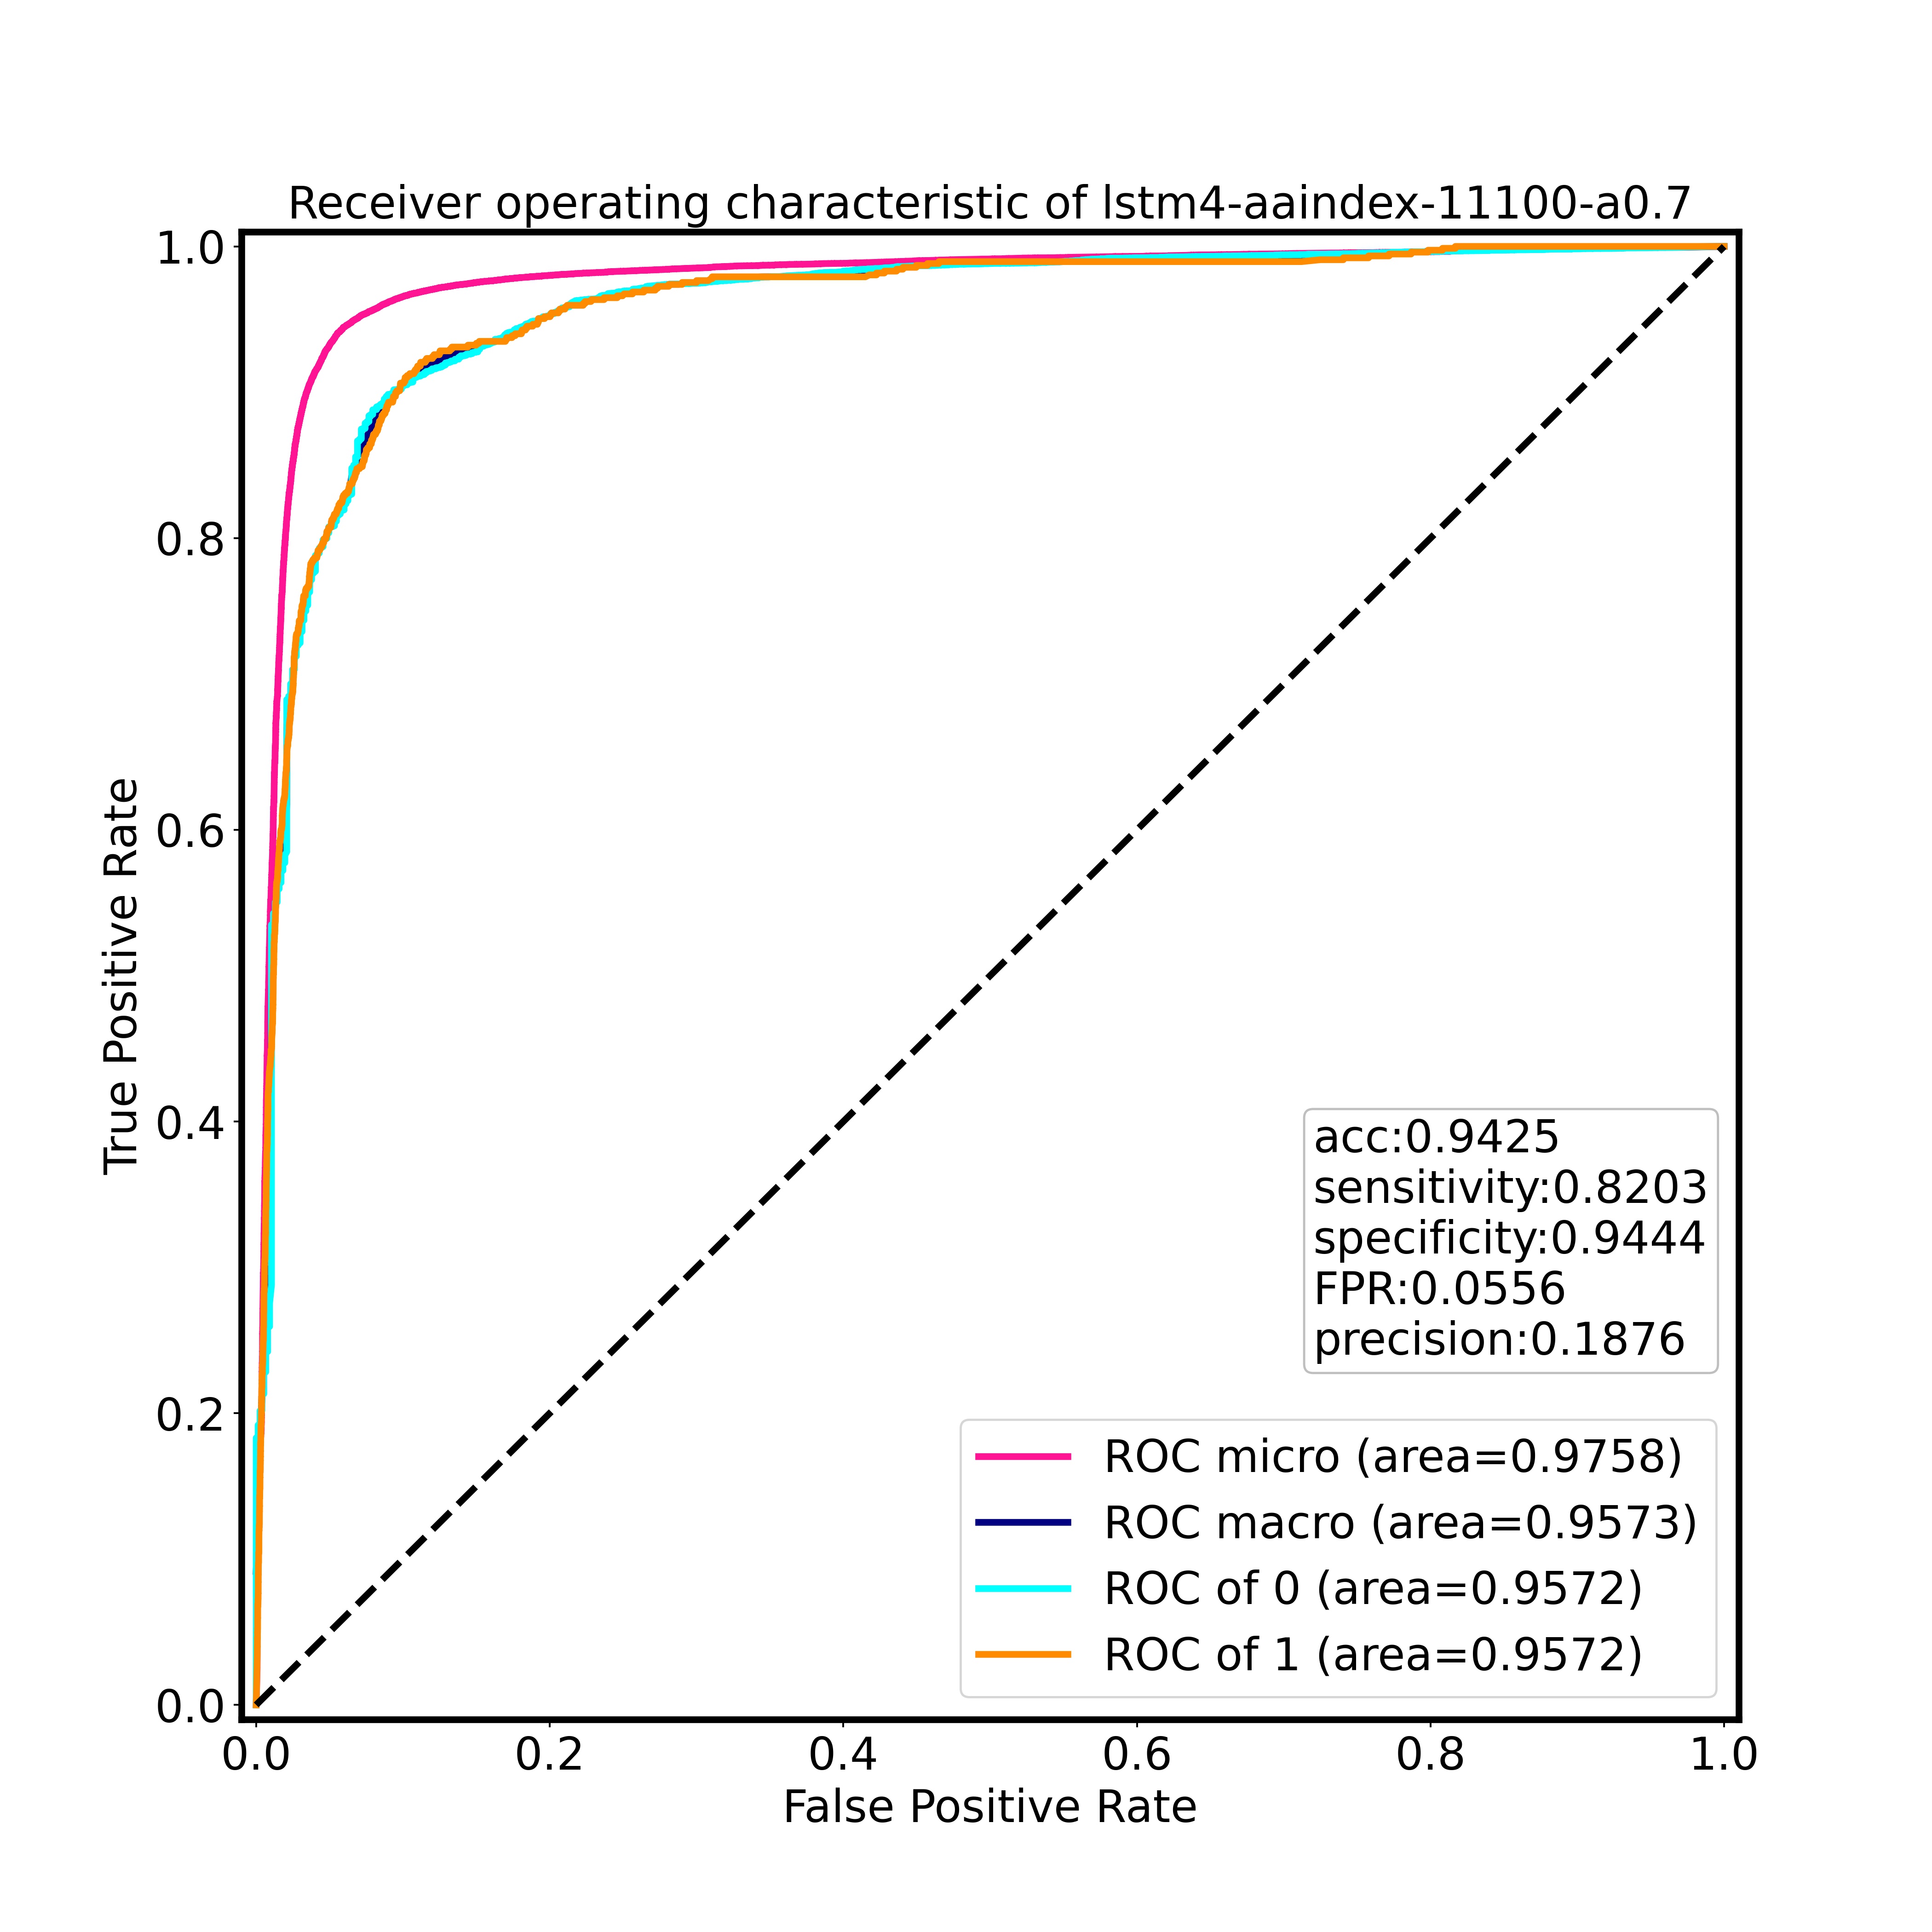 Receiver operating characteristic of lstm4-aaindex-11100-a0.7
1.0
0.8
0.6
0.4
0.2
0.0
True Positive Rate
acc:0.9425
sensitivity:0.8203
specificity:0.9444
FPR:0.0556
precision:0.1876
ROC micro (area=0.9758)
ROC macro (area=0.9573)
ROC of 0 (area=0.9572)
ROC of 1 (area=0.9572)
0.0 0.2 0.4 0.6 0.8 1.0
False Positive Rate